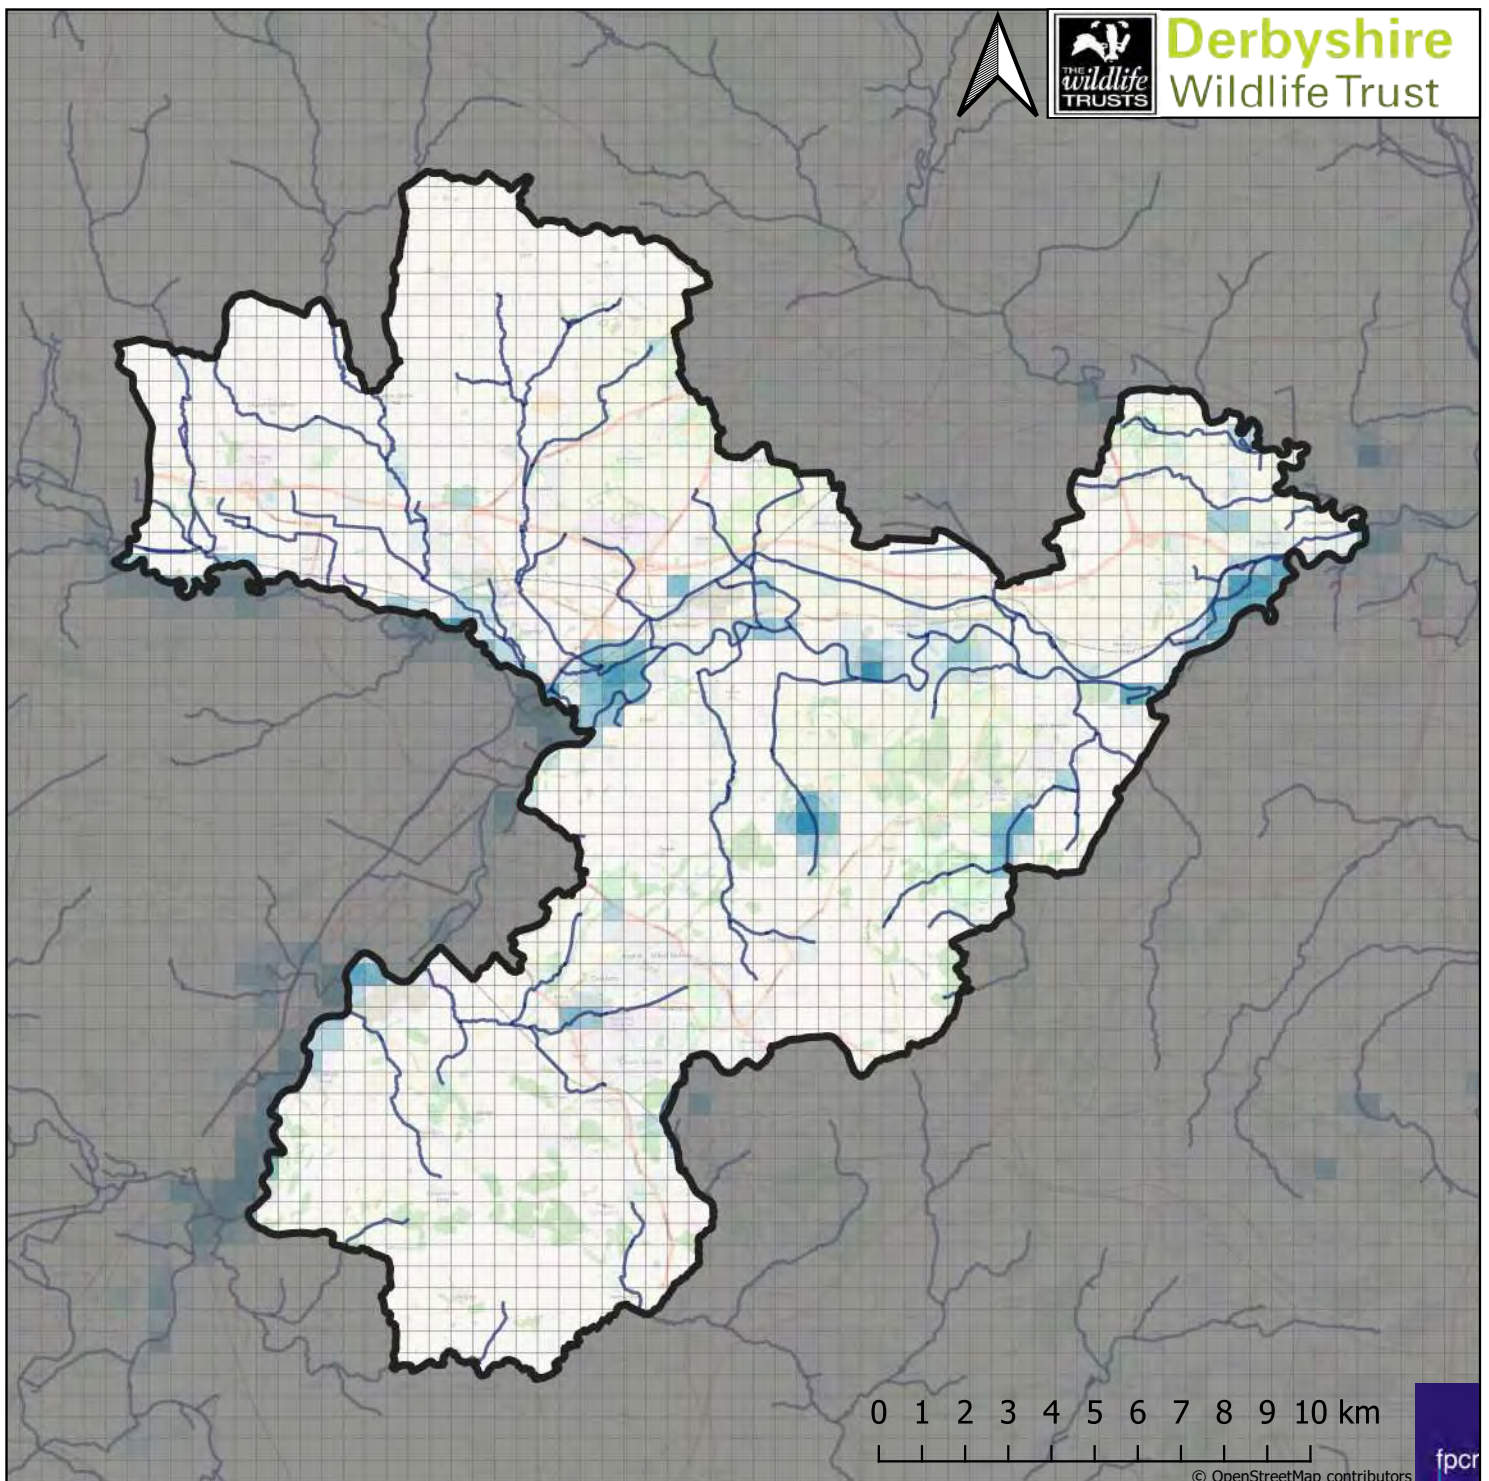 THE
wildlife
TRUSTS
Derbyshire
Wildlife Trust
0 1 2 3 4 5 6 7 8 9 10 km
© OpenStreetMap contributors
fpcr